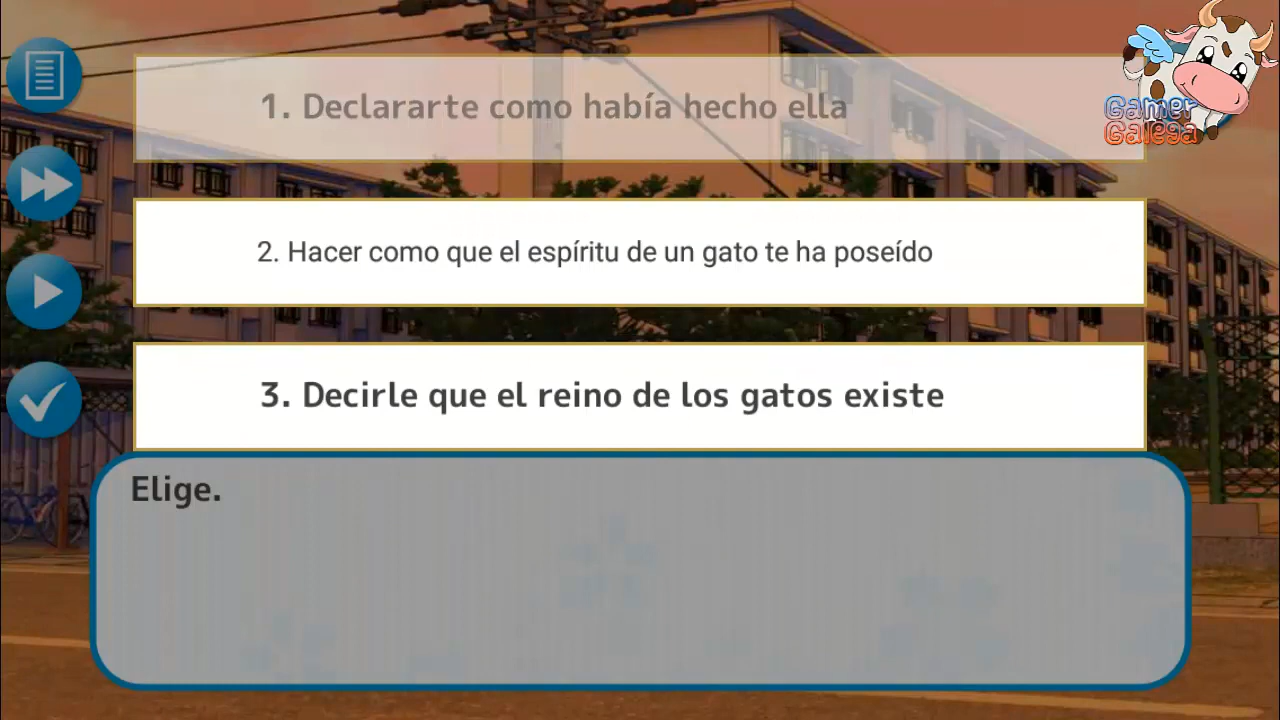 1. Declararte como había hecho ella
Gamer
Galega
2. Hacer como que el espíritu de un gato te ha poseído
3. Decirle que el reino de los gatos existe
Elige.